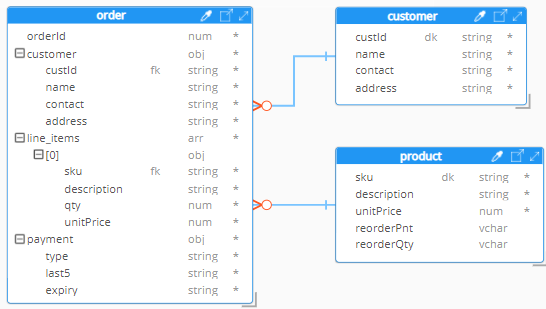 order
orderId num *
customer obj *
custId fk string *
name string *
contact string *
address string *
line_items arr *
[0] obj
sku fk string *
description string *
qty num *
unitPrice num *
payment obj *
type string *
last5 string *
expiry string *
customer
custId dk string *
name string *
contact string *
address string *
product
sku dk string *
description string *
unitPrice num *
reorderPnt vchar
reorderQty vchar